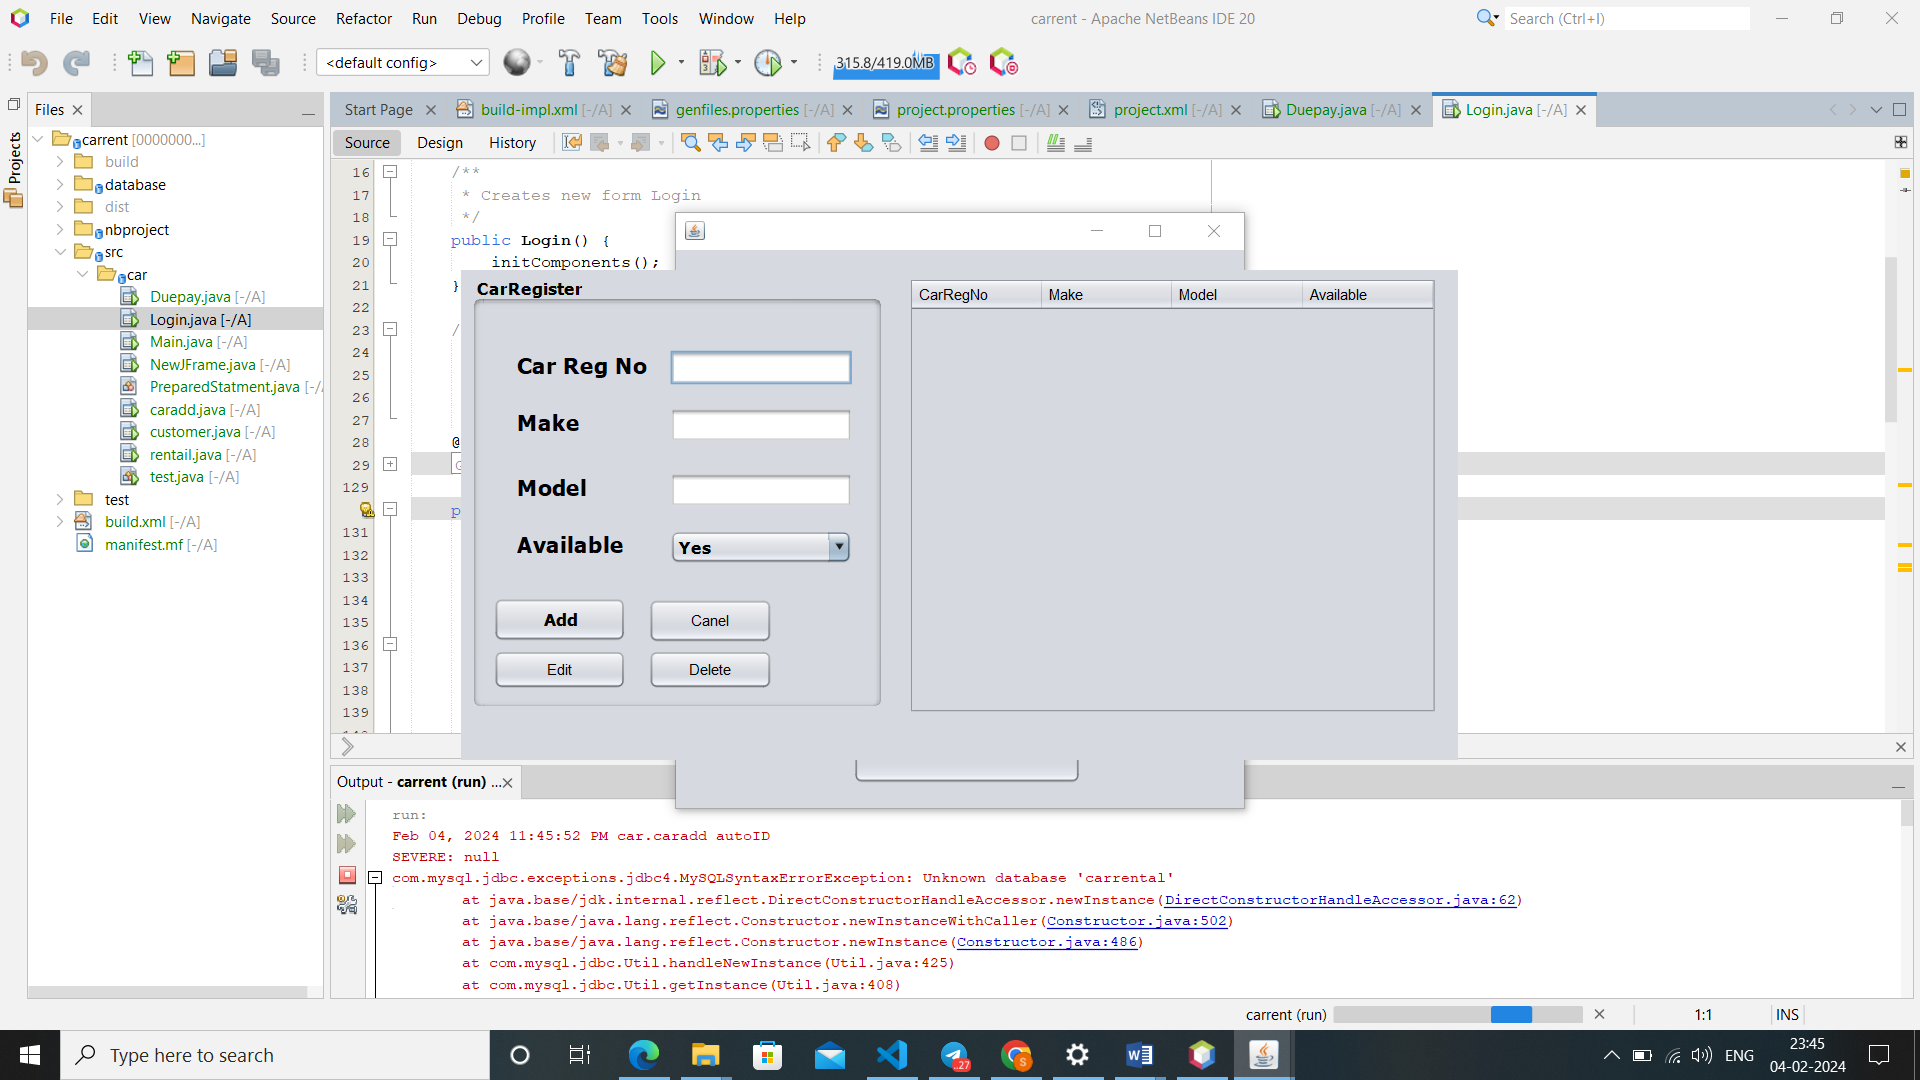 File Edit View Navigate Source Refactor Run Debug Profile Team Tools Window Help
carrent - Apache NetBeans IDE 20
Search (Ctrl+I)
<default config>
315.8/419.0MB
Projects
Files
carrent [0000000...]
build
database
dist
nbproject
src
car
Duepay.java [-/A]
Login.java [-/A]
Main.java [-/A]
NewJFrame.java [-/A]
PreparedStatment.java [-/
caradd.java [-/A]
customer.java [-/A]
rentail.java [-/A]
test.java [-/A]
test
build.xml [-/A]
manifest.mf [-/A]
Start Page build-impl.xml [-/A] genfiles.properties [-/A] project.properties [-/A] project.xml [-/A] Duepay.java [-/A] Login.java [-/A]
Source Design History
16 /**
17 * Creates new form Login
18 */
19 public Login() {
20 initComponents();
21 }
22
23 /
24
25
26
27
28 @
29
129
p
131
132
133
134
135
136
137
138
139
CarRegister
Car Reg No
Make
Model
Available Yes
Add Canel
Edit Delete
CarRegNo Make Model Available
Output - carrent (run) ...
run:
Feb 04, 2024 11:45:52 PM car.caradd autoID
SEVERE: null
com.mysql.jdbc.exceptions.jdbc4.MySQLSyntaxErrorException: Unknown database 'carrental'
at java.base/jdk.internal.reflect.DirectConstructorHandleAccessor.newInstance(DirectConstructorHandleAccessor.java:62)
at java.base/java.lang.reflect.Constructor.newInstanceWithCaller(Constructor.java:502)
at java.base/java.lang.reflect.Constructor.newInstance(Constructor.java:486)
at com.mysql.jdbc.Util.handleNewInstance(Util.java:425)
at com.mysql.jdbc.Util.getInstance(Util.java:408)
carrent (run)
1:1
INS
Type here to search
..27
S
ENG
23:45
04-02-2024